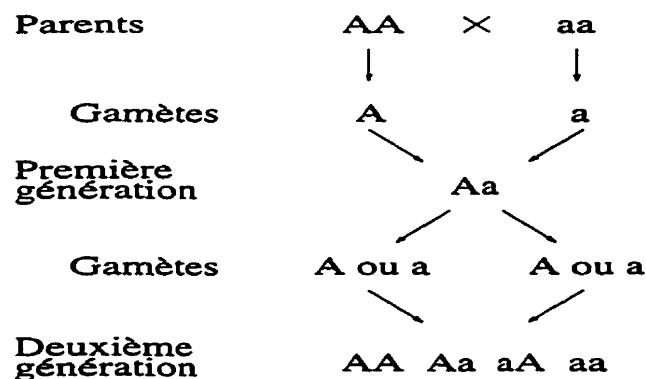 Parents AA × aa
Gamètes A a
Première
génération Aa
Gamètes A ou a A ou a
Deuxième
génération AA Aa aA aa